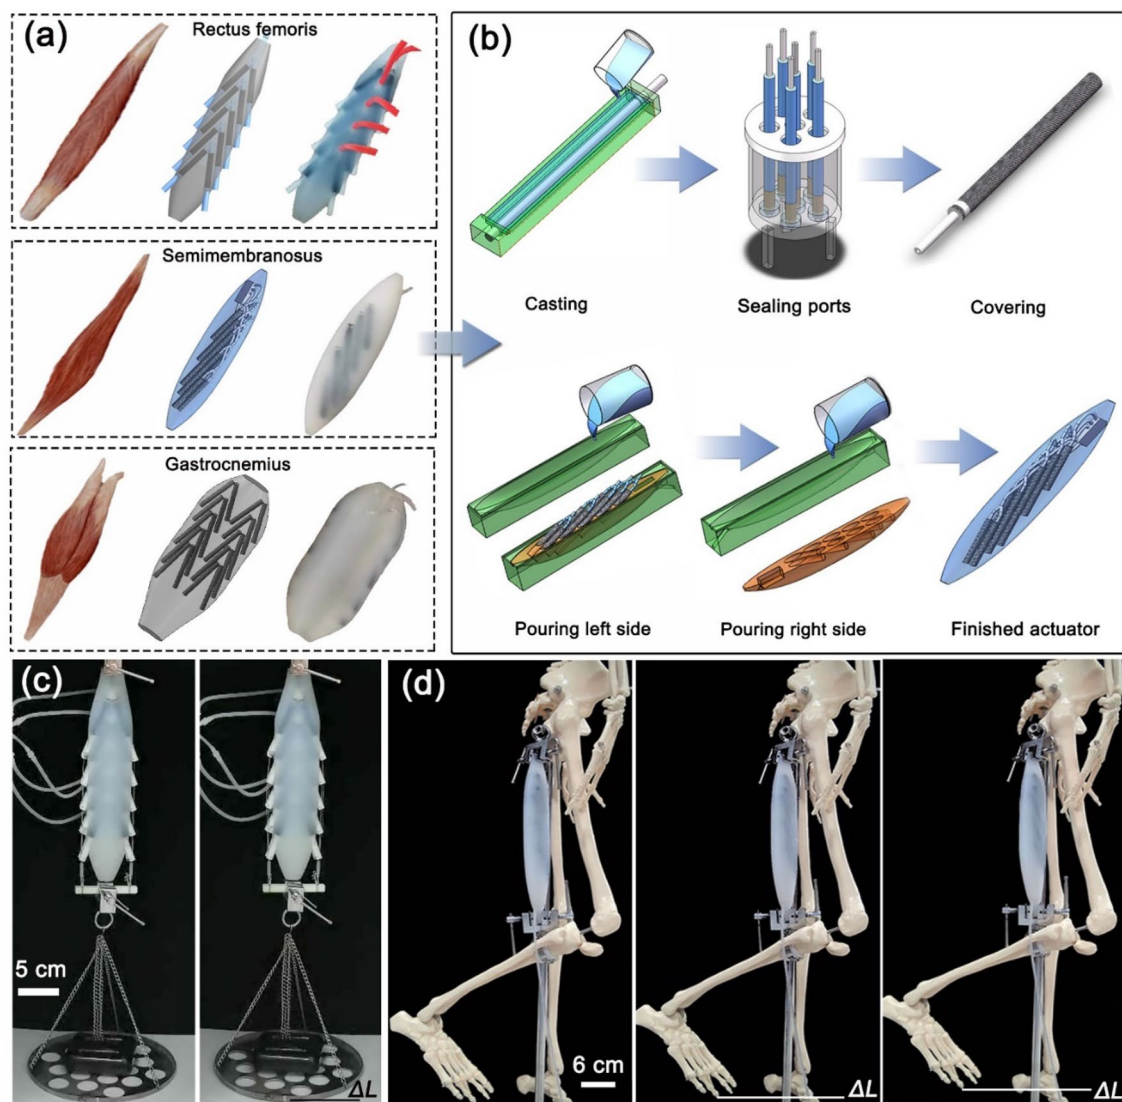 (a)
Rectus femoris
Semimembranosus
Gastrocnemius
(b)
Casting
Sealing ports
Covering
Pouring left side
Pouring right side
Finished actuator
(c)
5 cm
ΔL
(d)
6 cm
ΔL
ΔL